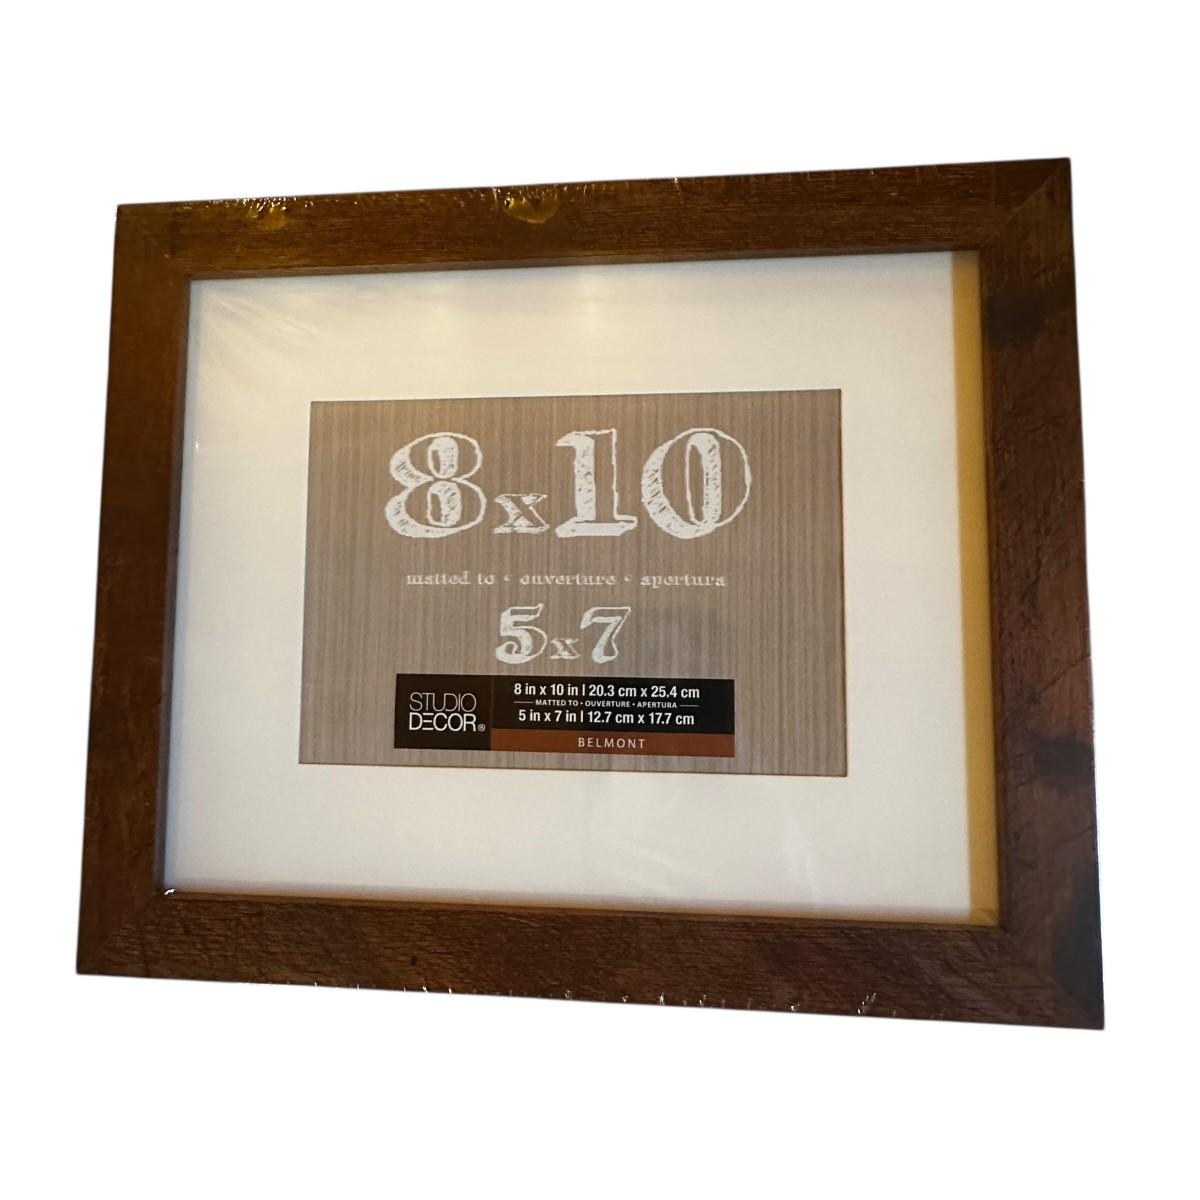 8x10
matted to • ouverture • apertura
5x7
STUDIO
DECOR®
8 in x 10 in | 20.3 cm x 25.4 cm
MATTED TO • OUVERTURE • APERTURA
5 in x 7 in | 12.7 cm x 17.7 cm
BELMONT